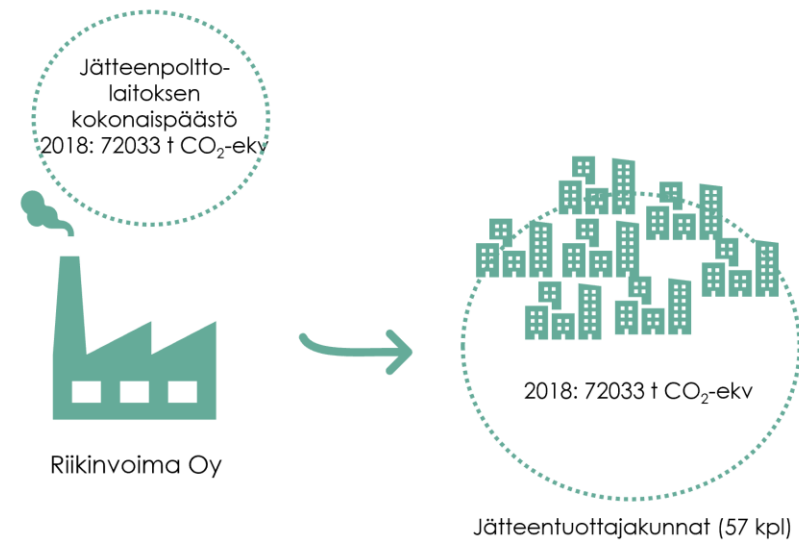 Jätteenpoltto-
laitoksen
kokonaispäästö
2018: 72033 t CO₂-ekv
2018: 72033 t CO₂-ekv
Riikinvoima Oy
Jätteentuottajakunnat (57 kpl)